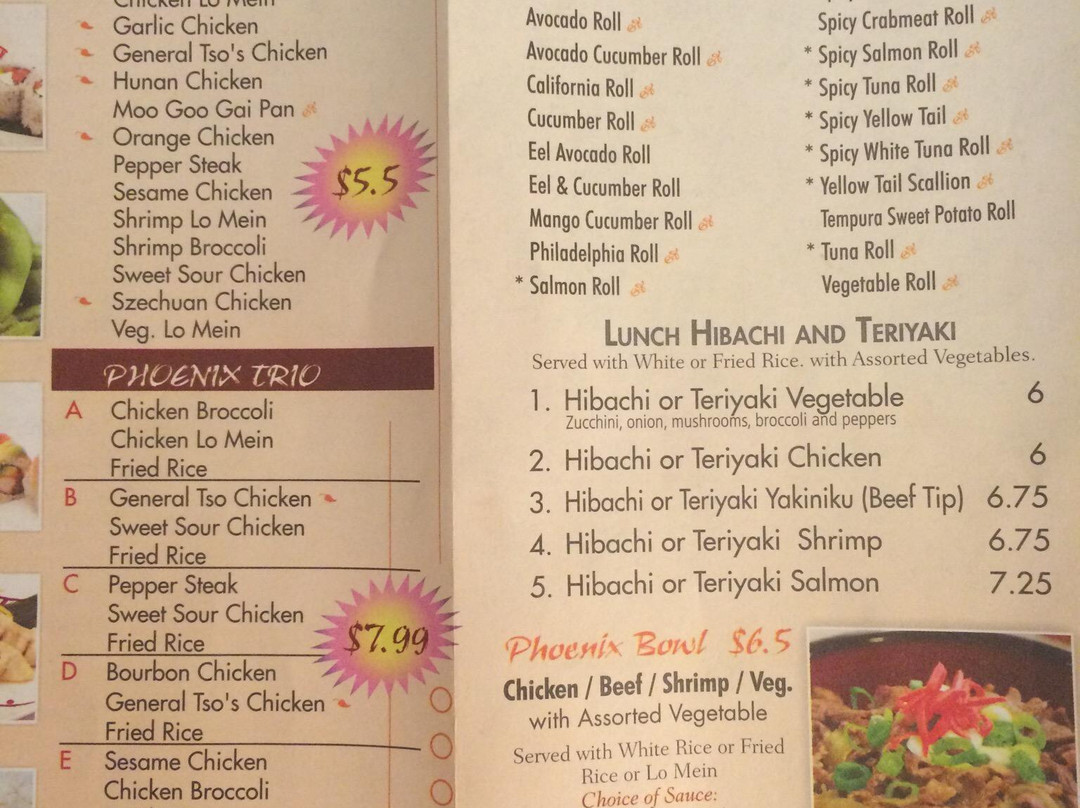 Chicken Lo Mein
Garlic Chicken
General Tso's Chicken
Hunan Chicken
Moo Goo Gai Pan
Orange Chicken
Pepper Steak
Sesame Chicken
Shrimp Lo Mein
Shrimp Broccoli
Sweet Sour Chicken
Szechuan Chicken
Veg. Lo Mein
$5.5
PHOENIX TRIO
A Chicken Broccoli
Chicken Lo Mein
Fried Rice
B General Tso Chicken
Sweet Sour Chicken
Fried Rice
C Pepper Steak
Sweet Sour Chicken
Fried Rice
$7.99
D Bourbon Chicken
General Tso's Chicken
Fried Rice
E Sesame Chicken
Chicken Broccoli
Avocado Roll
Avocado Cucumber Roll
California Roll
Cucumber Roll
Eel Avocado Roll
Eel & Cucumber Roll
Mango Cucumber Roll
Philadelphia Roll
* Salmon Roll
Spicy Crabmeat Roll
* Spicy Salmon Roll
* Spicy Tuna Roll
* Spicy Yellow Tail
* Spicy White Tuna Roll
* Yellow Tail Scallion
Tempura Sweet Potato Roll
* Tuna Roll
Vegetable Roll
LUNCH HIBACHI AND TERIYAKI
Served with White or Fried Rice. with Assorted Vegetables.
1. Hibachi or Teriyaki Vegetable 6
Zucchini, onion, mushrooms, broccoli and peppers
2. Hibachi or Teriyaki Chicken 6
3. Hibachi or Teriyaki Yakiniku (Beef Tip) 6.75
4. Hibachi or Teriyaki Shrimp 6.75
5. Hibachi or Teriyaki Salmon 7.25
Phoenix Bowl $6.5
Chicken / Beef / Shrimp / Veg.
with Assorted Vegetable
Served with White Rice or Fried
Rice or Lo Mein
Choice of Sauce: